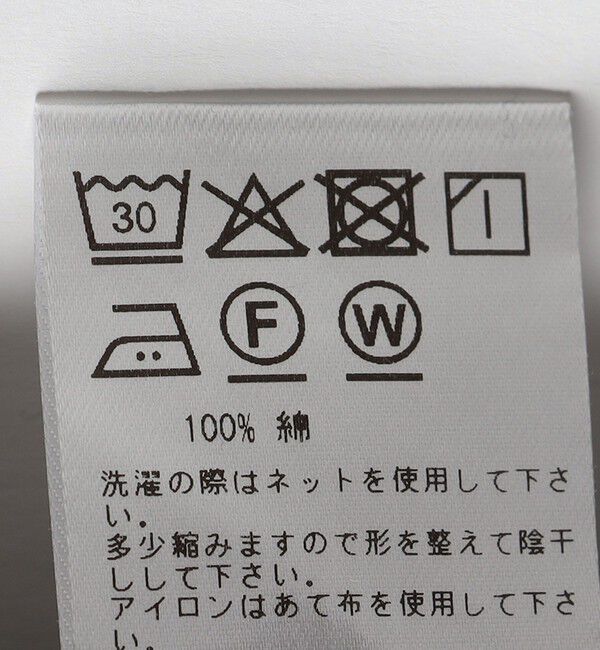 30
F W
100% 綿
洗濯の際はネットを使用して下さ
い。
多少縮みますので形を整えて陰干
しして下さい。
アイロンはあて布を使用して下さ
い。